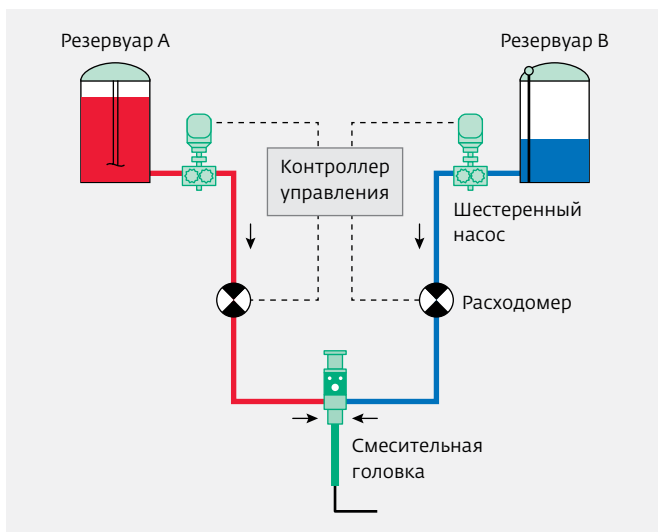 Резервуар А
Резервуар В
Контроллер
управления
Шестеренный
насос
Расходомер
Смесительная
головка